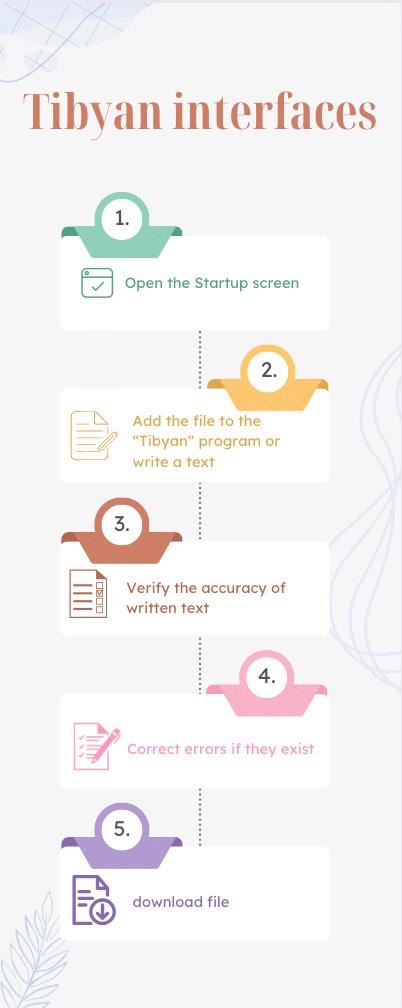 Tibyan interfaces
1.
Open the Startup screen
2.
Add the file to the
“Tibyan” program or
write a text
3.
Verify the accuracy of
written text
4.
Correct errors if they exist
5.
download file